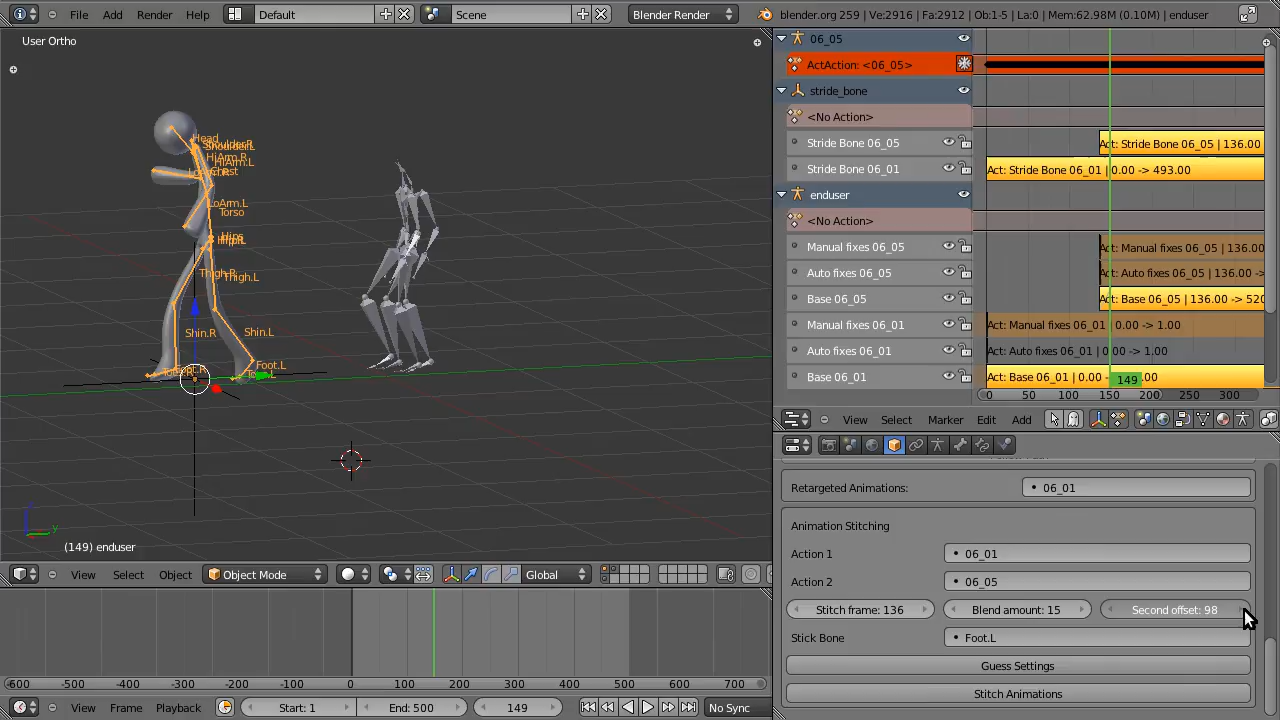 File Add Render Help Default Scene Blender Render blender.org 259 | Ve:2916 | Fa:2912 | Ob:1-5 | La:0 | Mem:62.98M (0.10M) | enduser
User Ortho
Head
HiArm.L
LoArm.L
Torso
Hips
Thigh.R
Thigh.L
Shin.R
Shin.L
Foot.L
z
y
(149) enduser
View Select Object Object Mode Global
-600 -500 -400 -300 -200 -100 0 100 200 300 400 500 600 700
View Frame Playback Start: 1 End: 500 149 No Sync
06_05
ActAction: <06_05>
stride_bone
<No Action>
Stride Bone 06_05 Act: Stride Bone 06_05 | 136.00
Stride Bone 06_01 Act: Stride Bone 06_01 | 0.00 -> 493.00
enduser
<No Action>
Manual fixes 06_05 Act: Manual fixes 06_05 | 136.00
Auto fixes 06_05 Act: Auto fixes 06_05 | 136.00 ->
Base 06_05 Act: Base 06_05 | 136.00 -> 520
Manual fixes 06_01 Act: Manual fixes 06_01 | 0.00 -> 1.00
Auto fixes 06_01 Act: Auto fixes 06_01 | 0.00 -> 1.00
Base 06_01 Act: Base 06_01 | 0.00 149 .00
0 50 100 150 200 250 300
View Select Marker Edit Add
Retargeted Animations: 06_01
Animation Stitching
Action 1 06_01
Action 2 06_05
Stitch frame: 136 Blend amount: 15 Second offset: 98
Stick Bone Foot.L
Guess Settings
Stitch Animations